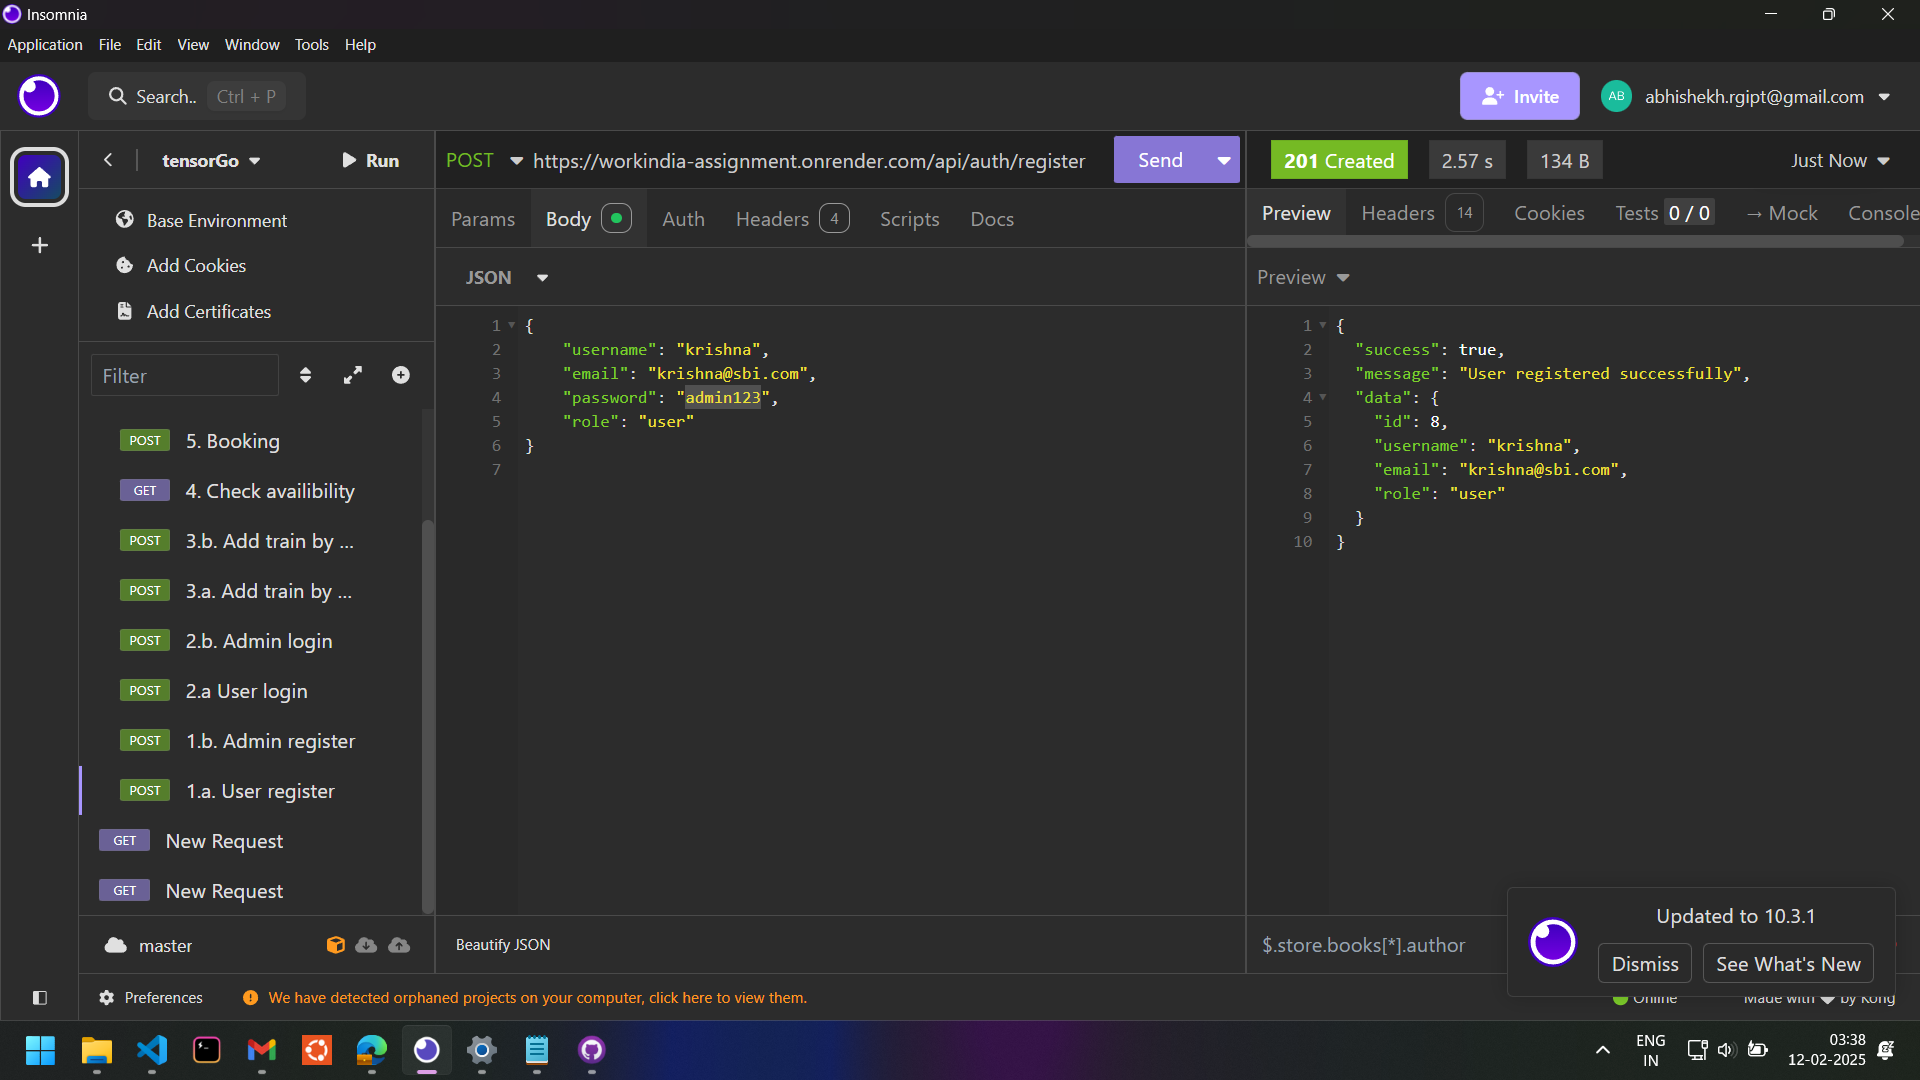 Insomnia
Application File Edit View Window Tools Help
Search.. Ctrl + P
Invite
AB abhishekh.rgipt@gmail.com
tensorGo
Run
Base Environment
Add Cookies
Add Certificates
Filter
POST 5. Booking
GET 4. Check availibility
POST 3.b. Add train by ...
POST 3.a. Add train by ...
POST 2.b. Admin login
POST 2.a User login
POST 1.b. Admin register
POST 1.a. User register
GET New Request
GET New Request
master
POST https://workindia-assignment.onrender.com/api/auth/register Send
Params Body Auth Headers 4 Scripts Docs
JSON
1 {
2 "username": "krishna",
3 "email": "krishna@sbi.com",
4 "password": "admin123",
5 "role": "user"
6 }
7
Beautify JSON
201 Created 2.57 s 134 B Just Now
Preview Headers 14 Cookies Tests 0 / 0 → Mock Console
Preview
1 {
2 "success": true,
3 "message": "User registered successfully",
4 "data": {
5 "id": 8,
6 "username": "krishna",
7 "email": "krishna@sbi.com",
8 "role": "user"
9 }
10 }
$.store.books[*].author
Updated to 10.3.1
Dismiss See What's New
Preferences
We have detected orphaned projects on your computer, click here to view them.
Online
Made with ❤ by Kong
ENG
IN
03:38
12-02-2025